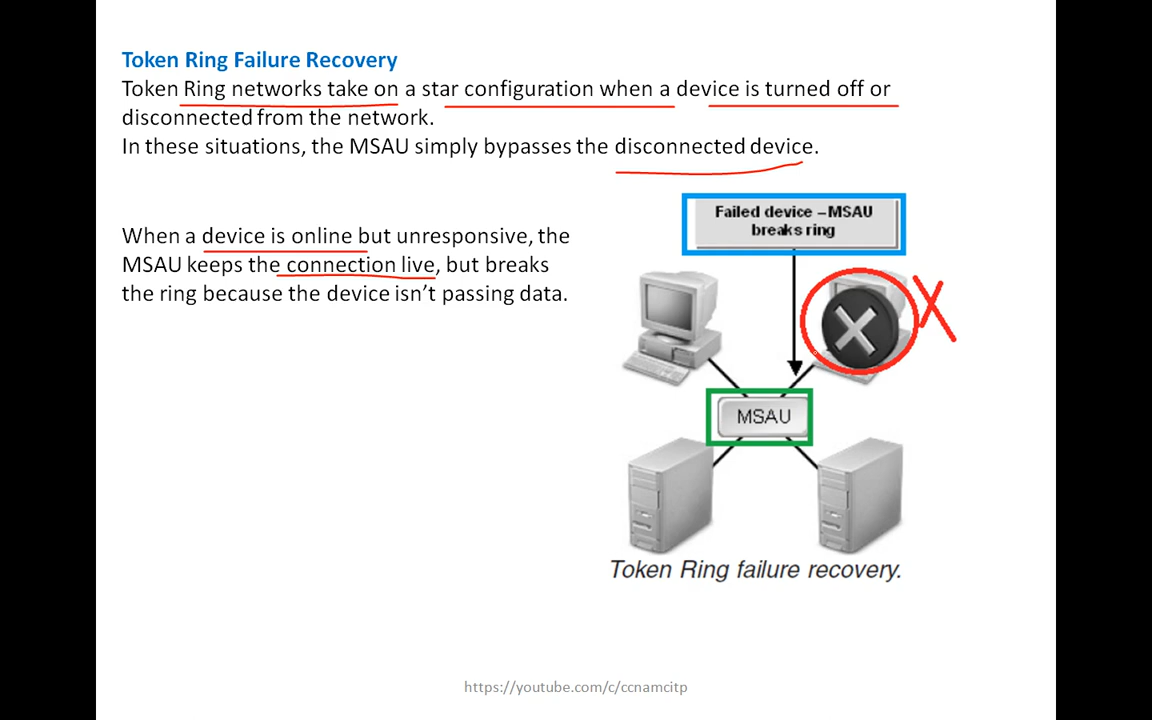 Token Ring Failure Recovery
Token Ring networks take on a star configuration when a device is turned off or
disconnected from the network.
In these situations, the MSAU simply bypasses the disconnected device.
When a device is online but unresponsive, the
MSAU keeps the connection live, but breaks
the ring because the device isn't passing data.
Failed device –MSAU
breaks ring
MSAU
Token Ring failure recovery.
https://youtube.com/c/ccnamcitp